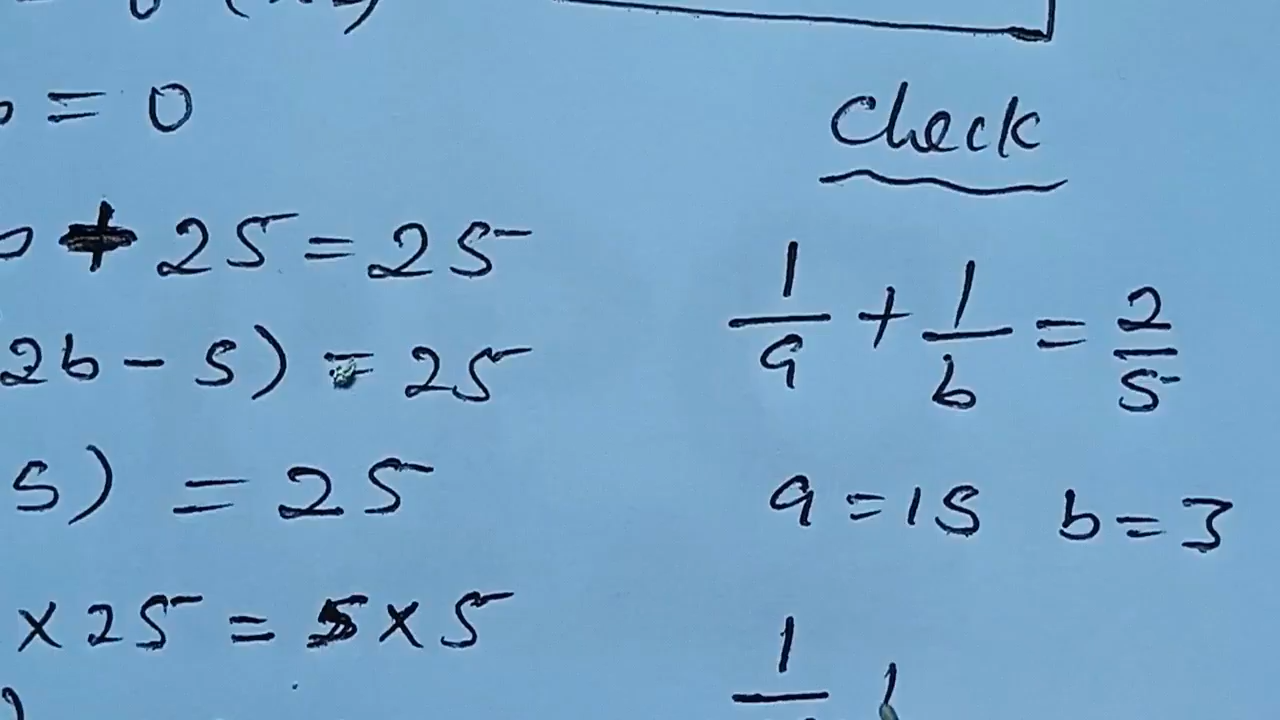 = 0
+ 25 = 25
2b - 5) = 25
5) = 25
× 25 = 5 × 5
Check
1/a + 1/b = 2/5
a = 15 b = 3
1